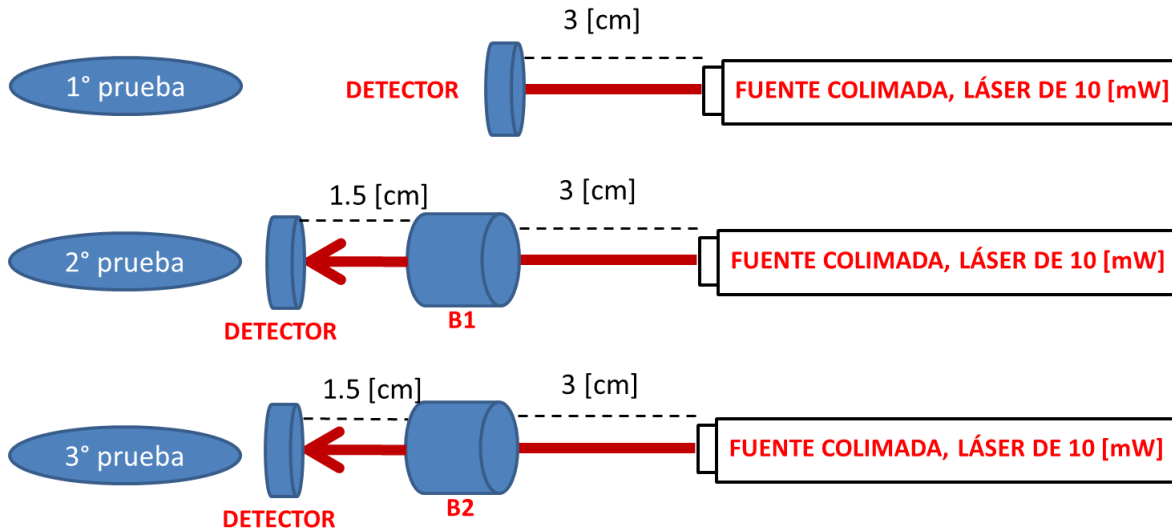 3 [cm]
1° prueba
DETECTOR
FUENTE COLIMADA, LÁSER DE 10 [mW]
1.5 [cm]
3 [cm]
2° prueba
FUENTE COLIMADA, LÁSER DE 10 [mW]
B1
DETECTOR
1.5 [cm]
3 [cm]
3° prueba
FUENTE COLIMADA, LÁSER DE 10 [mW]
B2
DETECTOR